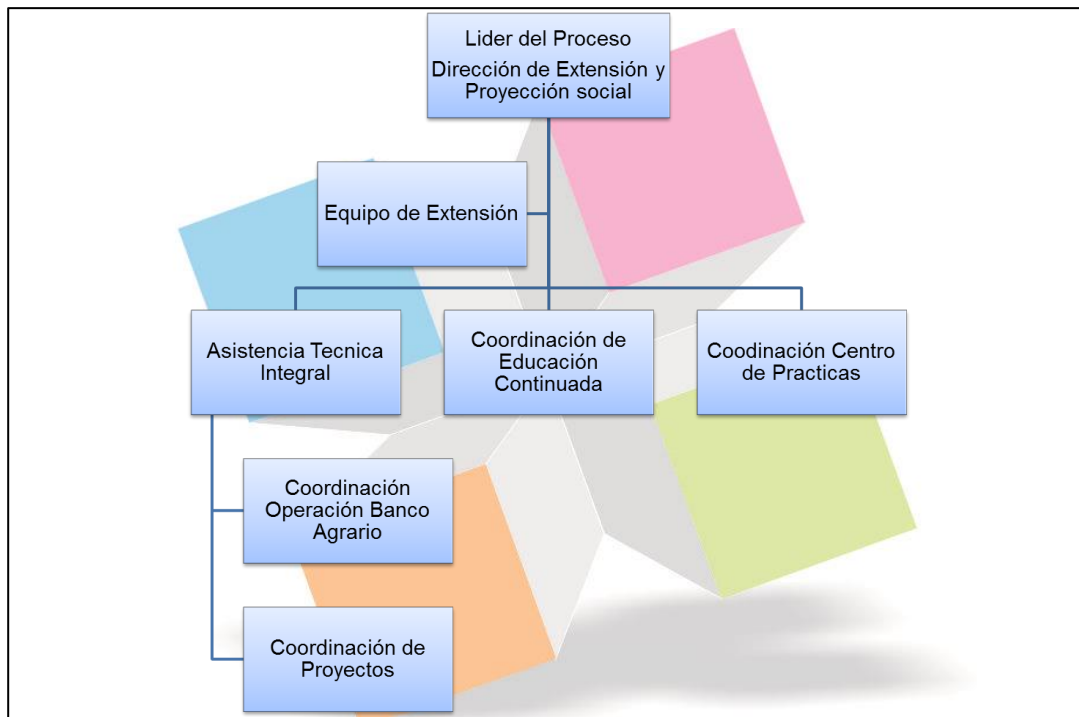 Lider del Proceso
Dirección de Extensión y
Proyección social
Equipo de Extensión
Asistencia Tecnica
Integral
Coordinación de
Educación
Continuada
Coodinación Centro
de Practicas
Coordinación
Operación Banco
Agrario
Coordinación de
Proyectos